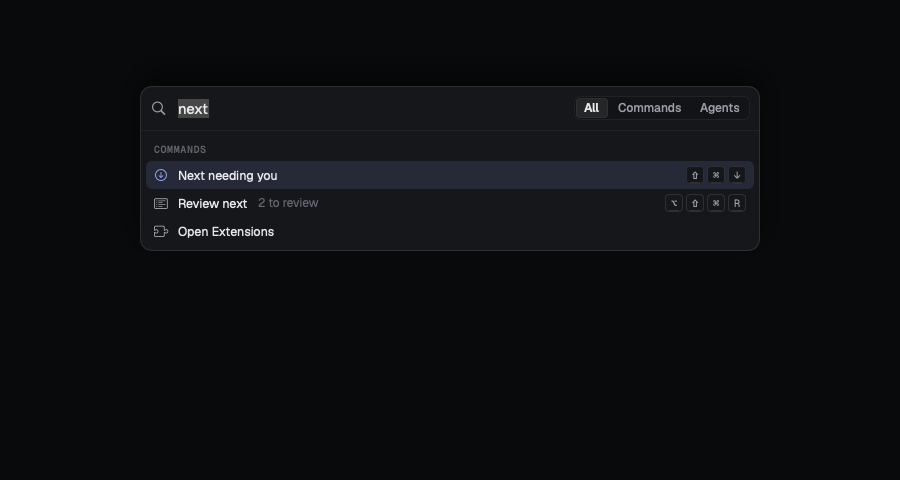 next All Commands Agents
COMMANDS
Next needing you ⇧ ⌘ ↓
Review next 2 to review ⌥ ⇧ ⌘ R
Open Extensions